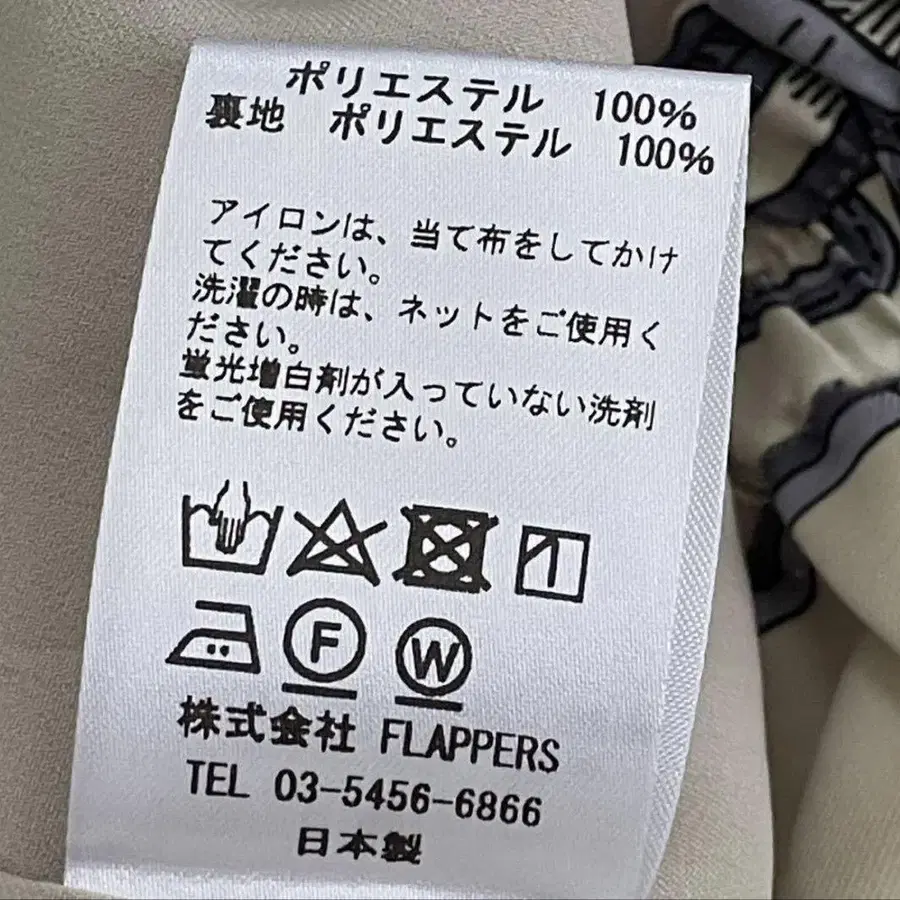 ポリエステル 100%
裏地 ポリエステル 100%
アイロンは、当て布をしてかけ
てください。
洗濯の時は、ネットをご使用く
ださい。
蛍光増白剤が入っていない洗剤
をご使用ください。
F W
株式会社 FLAPPERS
TEL 03-5456-6866
日本製